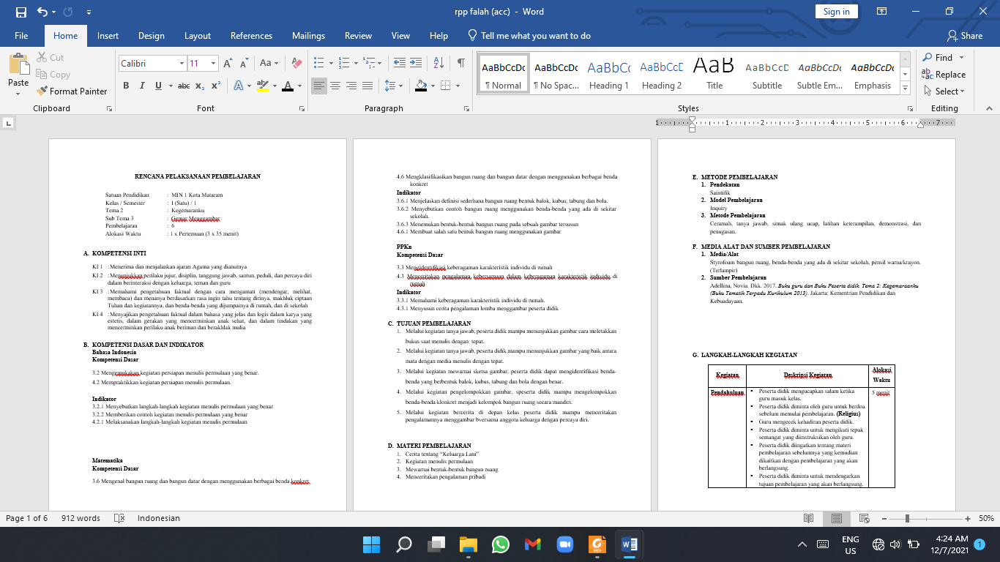 rpp falah (acc) - Word
Sign in
File Home Insert Design Layout References Mailings Review View Help Tell me what you want to do Share
Paste
Cut
Copy
Format Painter
Clipboard
Calibri 11
Font
Paragraph
AaBbCcDc AaBbCcDc AaBbCc AaBbCcD AaB AaBbCcD AaBbCcDc AaBbCcDc
¶ Normal ¶ No Spac... Heading 1 Heading 2 Title Subtitle Subtle Em... Emphasis
Styles
Find
Replace
Select
Editing
1 1 2 3 4 5 6 7
RENCANA PELAKSANAAN PEMBELAJARAN
Satuan Pendidikan : MIN 1 Kota Mataram
Kelas / Semester : I (Satu) / 1
Tema 2 : Kegemaranku
Sub Tema 3 : Gemar Menggambar
Pembelajaran : 6
Alokasi Waktu : 1 x Pertemuan (3 x 35 menit)
A. KOMPETENSI INTI
KI 1 :Menerima dan menjalankan ajaran Agama yang dianutnya
KI 2 :Menunjukkan perilaku jujur, disiplin, tanggung jawab, santun, peduli, dan percaya diri
dalam berinteraksi dengan keluarga, teman dan guru
KI 3 :Memahami pengetahuan faktual dengan cara mengamati (mendengar, melihat,
membaca) dan menanya berdasarkan rasa ingin tahu tentang dirinya, makhluk ciptaan
Tuhan dan kegiatannya, dan benda-benda yang dijumpainya di rumah, dan di sekolah
KI 4 :Menyajikan pengetahuan faktual dalam bahasa yang jelas dan logis dalam karya yang
estetis, dalam gerakan yang mencerminkan anak sehat, dan dalam tindakan yang
mencerminkan perilaku anak beriman dan berakhlak mulia
B. KOMPETENSI DASAR DAN INDIKATOR
Bahasa Indonesia
Kompetensi Dasar
3.2 Mengemukakan kegiatan persiapan menulis permulaan yang benar.
4.2 Mempraktikkan kegiatan persiapan menulis permulaan.
Indikator
3.2.1 Menyebutkan langkah-langkah kegiatan menulis permulaan yang benar
3.2.2 Memberikan contoh kegiatan menulis permulaan yang benar
4.2.1 Melaksanakan langkah-langkah kegiatan menulis permulaan
Matematika
Kompetensi Dasar
3.6 Mengenal bangun ruang dan bangun datar dengan menggunakan berbagai benda konkret.
4.6 Mengklasifikasikan bangun ruang dan bangun datar dengan menggunakan berbagai benda
konkret
Indikator
3.6.1 Menjelaskan definisi sederhana bangun ruang bentuk balok, kubus, tabung dan bola.
3.6.2 Menyebutkan contoh bangun ruang menggunakan benda-benda yang ada di sekitar
sekolah.
3.6.3 Menemukan bentuk-bentuk bangun ruang pada sebuah gambar tersusun
4.6.1 Membuat salah satu bentuk bangun ruang menggunakan gambar
PPKn
Kompetensi Dasar
3.3 Mengidentifikasi keberagaman karakteristik individu di rumah
4.3 Menceritakan pengalaman kebersamaan dalam keberagaman karakteristik individu di
rumah
Indikator
3.3.1 Memahami keberagaman karakteristik individu di rumah.
4.3.1 Menyusun cerita pengalaman lomba menggambar peserta didik
C. TUJUAN PEMBELAJARAN
1. Melalui kegiatan tanya jawab, peserta didik mampu menunjukkan gambar cara meletakkan
bukus saat menulis dengan tepat.
2. Melalui kegiatan tanya jawab, peserta didik mampu menunjukkan gambar yang baik antara
mata dengan media menulis dengan tepat.
3. Melalui kegiatan mewarnai sketsa gambar, peserta didik dapat mengidentifikasi benda-
benda yang berbentuk balok, kubus, tabung dan bola dengan benar.
4. Melalui kegiatan pengelompokkan gambar, speserta didik mampu mengelompokkan
benda-benda klonkret menjadi kelompok bangun ruang secara mandiri.
5. Melalui kegiatan bercerita di depan kelas peserta didik mampu menceritakan
pengalamannya menggambar bversama anggota keluarga dengan percaya diri.
D. MATERI PEMBELAJARAN
1. Cerita tentang “Keluarga Lani”
2. Kegiatan menulis permulaan
3. Mewarnai bentuk-bentuk bangun ruang
4. Menceritakan pengalaman pribadi
E. METODE PEMBELAJARAN
1. Pendekatan
Saintifik
2. Model Pembelajaran
Inquiry
3. Metode Pembelajaran
Ceramah, tanya jawab, simak ulang ucap, latihan keterampilan, demonstrasi, dan
penugasan.
F. MEDIA ALAT DAN SUMBER PEMBELAJARAN
1. Media/Alat
Styrofoam bangun ruang, benda-benda yang ada di sekitar sekolah, pensil warna/krayon.
(Terlampir)
2. Sumber Pembelajaran
Adellina, Novia. Dkk. 2017. Buku guru dan Buku Peserta didik Tema 2: Kegemaraanku
(Buku Tematik Terpadu Kurikulum 2013). Jakarta: Kementrian Pendidikan dan
Kebuadayaan.
G. LANGKAH-LANGKAH KEGIATAN
Kegiatan Deskripsi Kegiatan Alokasi
Waktu
Pendahuluan ▪ Peserta didik mengucapkan salam ketika 5 menit
guru masuk kelas.
▪ Peserta didik diminta oleh guru untuk berdoa
sebelum memulai pembelajaran. (Religius)
▪ Guru mengecek kehadiran peserta didik.
▪ Peserta didik diminta untuk mengikuti tepuk
semangat yang diinstruksikan oleh guru.
▪ Peserta didik diingatkan tentang materi
pembelajaran sebelumnya yang kemudian
dikaitkan dengan pembelajaran yang akan
berlangsung.
▪ Peserta didik diminta untuk mendengarkan
tujuan pembelajaran yang akan berlangsung.
Page 1 of 6 912 words Indonesian 50%
ENG
US
4:24 AM
12/7/2021
1